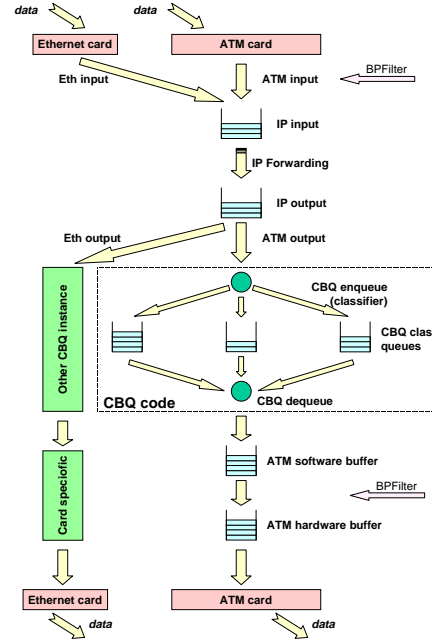 data
data
Ethernet card
ATM card
Eth input
ATM input
BPFilter
IP input
IP Forwarding
IP output
Eth output
ATM output
Other CBQ instance
CBQ enqueue
(classifier)
CBQ clas
queues
CBQ code
CBQ dequeue
Card speciofic
ATM software buffer
BPFilter
ATM hardware buffer
Ethernet card
ATM card
data
data